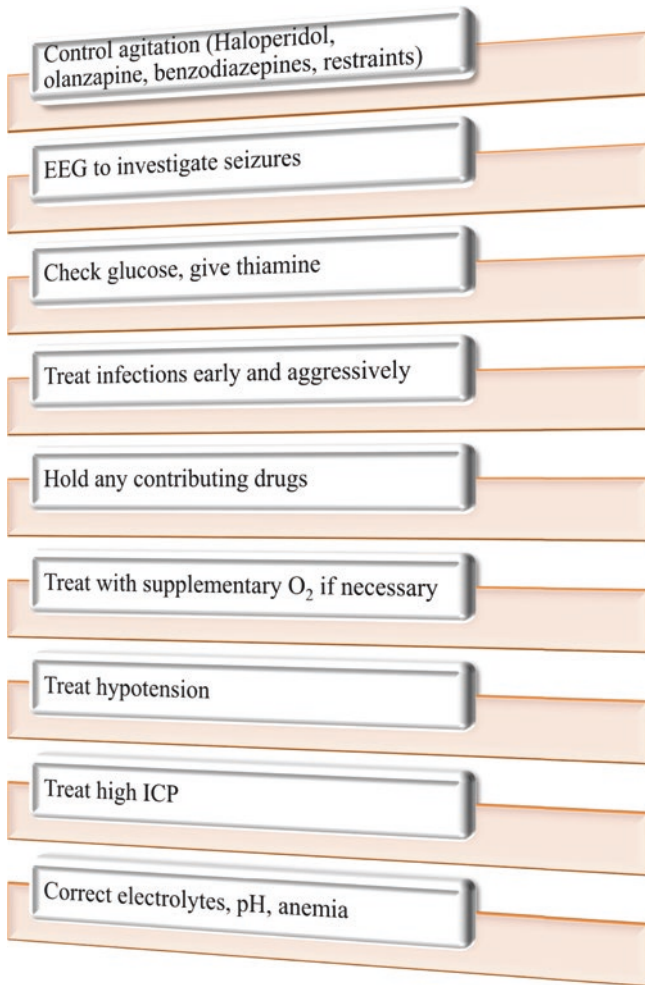 Control agitation (Haloperidol,
olanzapine, benzodiazepines, restraints)
EEG to investigate seizures
Check glucose, give thiamine
Treat infections early and aggressively
Hold any contributing drugs
Treat with supplementary O₂ if necessary
Treat hypotension
Treat high ICP
Correct electrolytes, pH, anemia